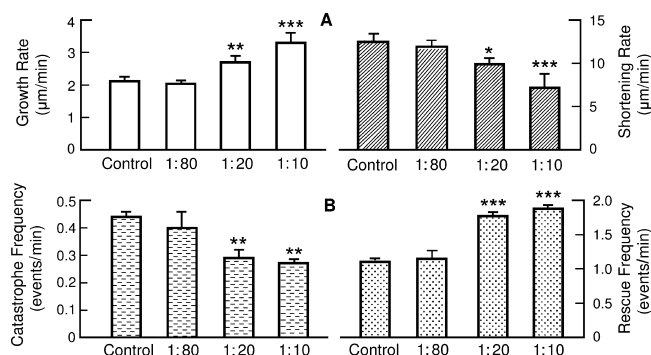 A
Growth Rate
(µm/min)
4
3
2
1
0
** ***
Control 1:80 1:20 1:10
Shortening Rate
(µm/min)
15
10
5
0
* ***
Control 1:80 1:20 1:10
B
Catastrophe Frequency
(events/min)
0.5
0.4
0.3
0.2
0.1
0
** **
Control 1:80 1:20 1:10
Rescue Frequency
(events/min)
2.0
1.5
1.0
0.5
0
*** ***
Control 1:80 1:20 1:10